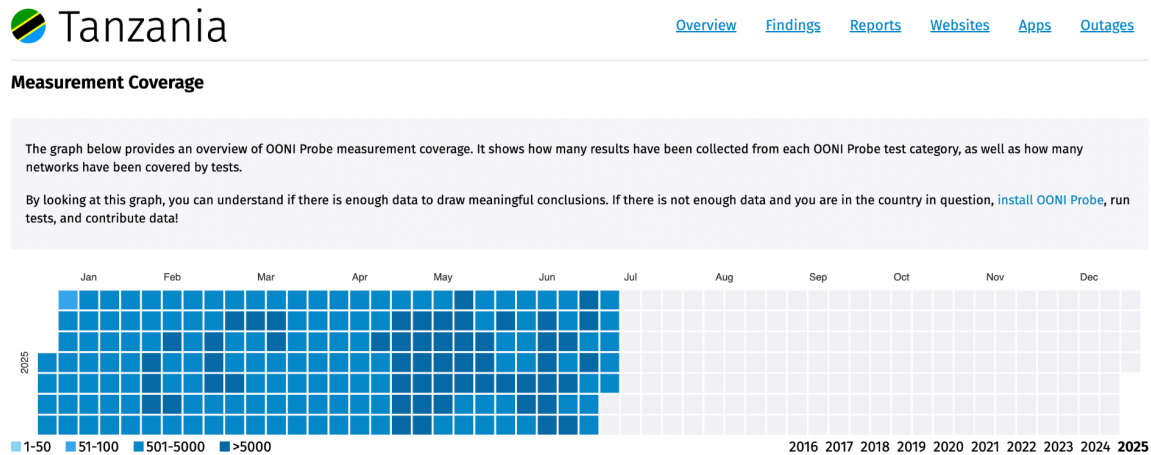 Tanzania
Overview Findings Reports Websites Apps Outages
Measurement Coverage
The graph below provides an overview of OONI Probe measurement coverage. It shows how many results have been collected from each OONI Probe test category, as well as how many
networks have been covered by tests.
By looking at this graph, you can understand if there is enough data to draw meaningful conclusions. If there is not enough data and you are in the country in question, install OONI Probe, run
tests, and contribute data!
Jan Feb Mar Apr May Jun Jul Aug Sep Oct Nov Dec
2025
1-50 51-100 501-5000 >5000
2016 2017 2018 2019 2020 2021 2022 2023 2024 2025